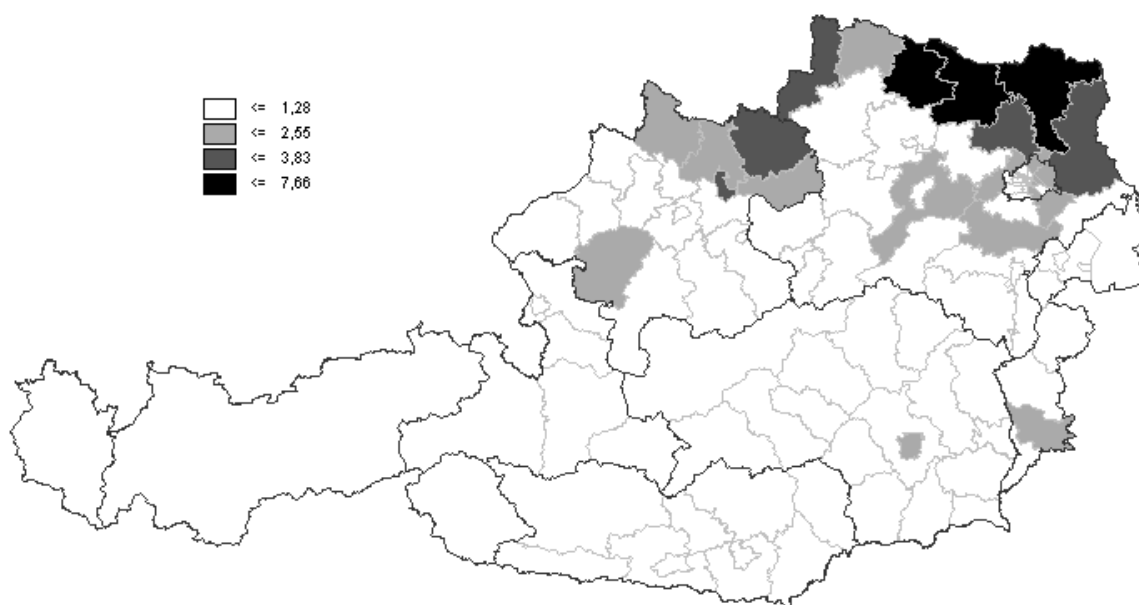 <= 1,28
<= 2,55
<= 3,83
<= 7,66